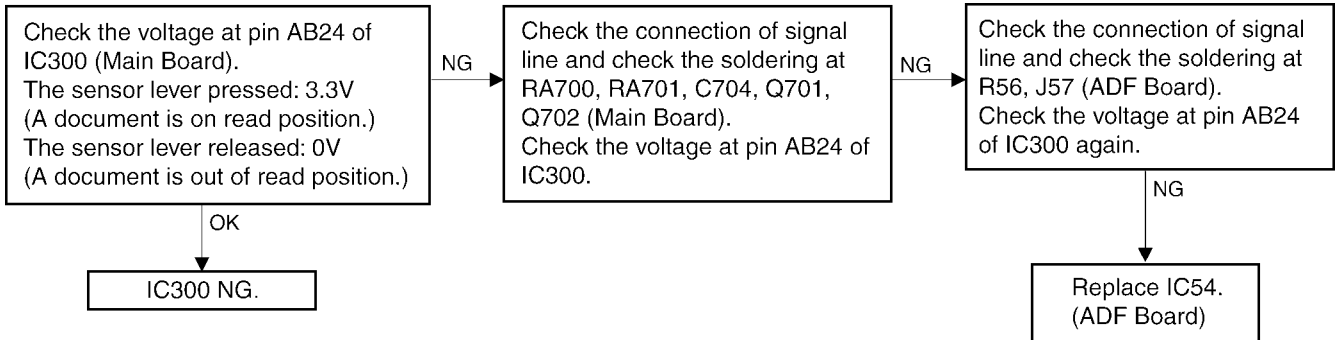 Check the voltage at pin AB24 of
IC300 (Main Board).
The sensor lever pressed: 3.3V
(A document is on read position.)
The sensor lever released: 0V
(A document is out of read position.)
NG
Check the connection of signal
line and check the soldering at
RA700, RA701, C704, Q701,
Q702 (Main Board).
Check the voltage at pin AB24 of
IC300.
NG
Check the connection of signal
line and check the soldering at
R56, J57 (ADF Board).
Check the voltage at pin AB24
of IC300 again.
OK
NG
IC300 NG.
Replace IC54.
(ADF Board)